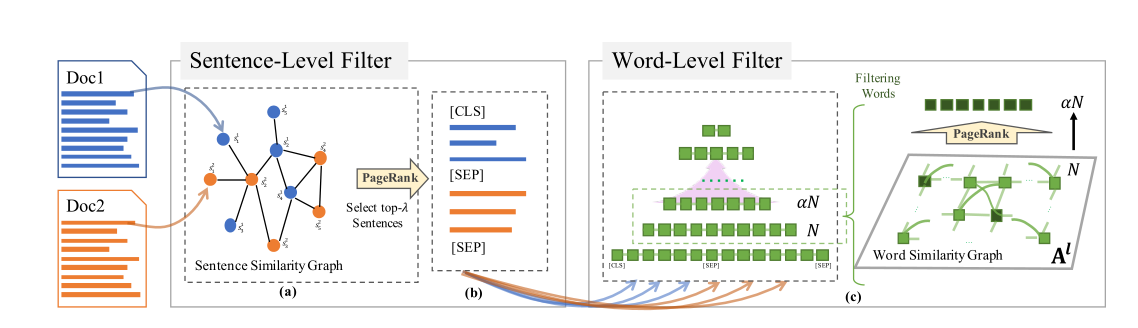 Sentence-Level Filter
Word-Level Filter
Doc1
Doc2
[CLS]
[SEP]
[SEP]
PageRank
Select top-λ
Sentences
Sentence Similarity Graph
(a)
(b)
αN
N
[CLS]
[SEP]
[SEP]
(c)
Filtering
Words
αN
PageRank
N
Word Similarity Graph
A^l